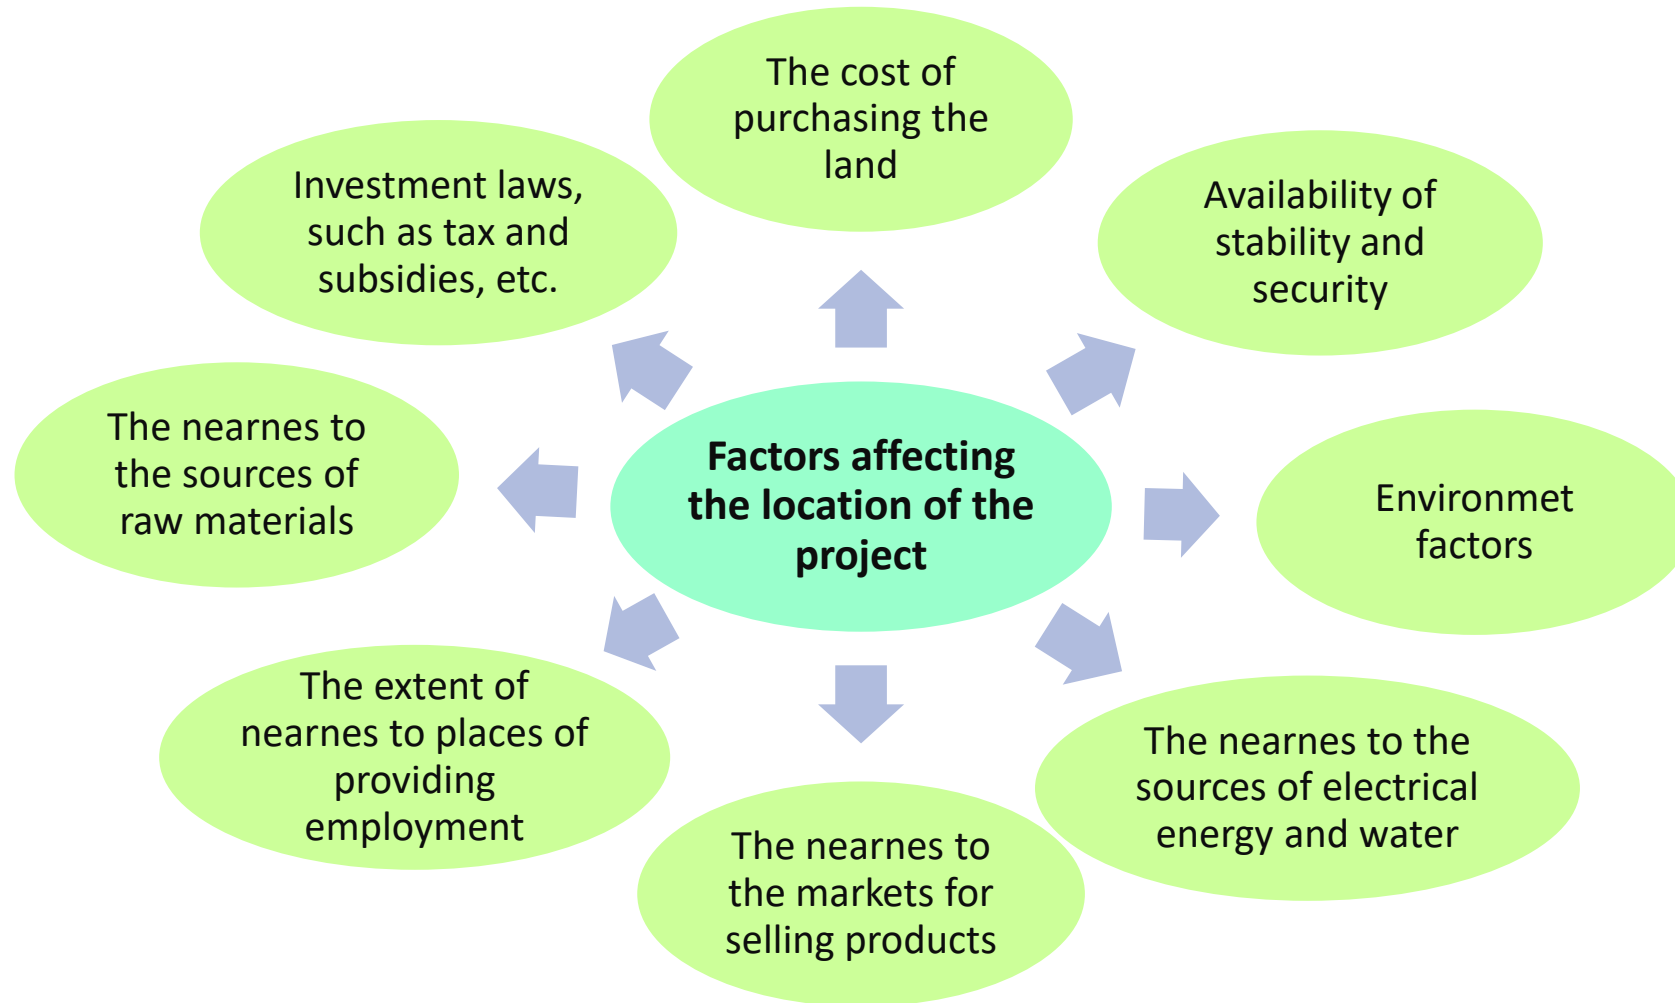 The cost of
purchasing the
land
Availability of
stability and
security
Environmet
factors
The nearnes to the
sources of electrical
energy and water
The nearnes to
the markets for
selling products
The extent of
nearnes to places of
providing
employment
The nearnes to
the sources of
raw materials
Investment laws,
such as tax and
subsidies, etc.
Factors affecting
the location of the
project